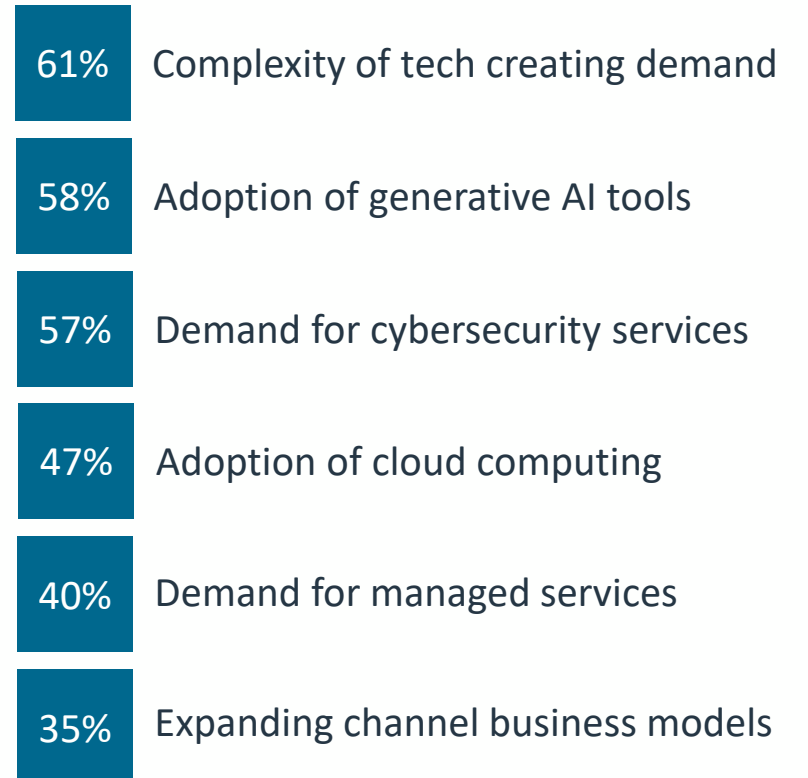 61% Complexity of tech creating demand
58% Adoption of generative AI tools
57% Demand for cybersecurity services
47% Adoption of cloud computing
40% Demand for managed services
35% Expanding channel business models